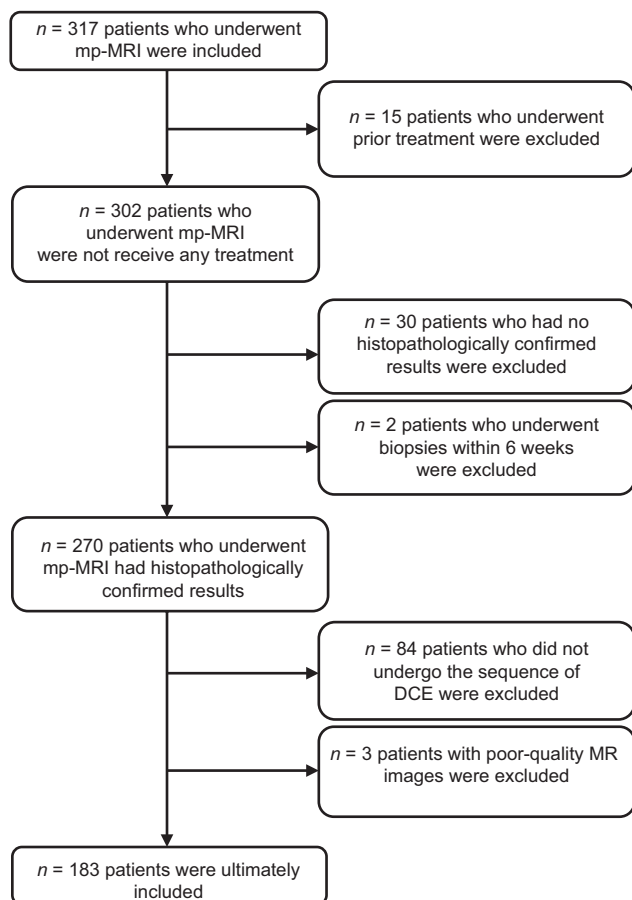 n = 317 patients who underwent
mp-MRI were included
n = 15 patients who underwent
prior treatment were excluded
n = 302 patients who
underwent mp-MRI
were not receive any treatment
n = 30 patients who had no
histopathologically confirmed
results were excluded
n = 2 patients who underwent
biopsies within 6 weeks
were excluded
n = 270 patients who underwent
mp-MRI had histopathologically
confirmed results
n = 84 patients who did not
undergo the sequence of
DCE were excluded
n = 3 patients with poor-quality MR
images were excluded
n = 183 patients were ultimately
included